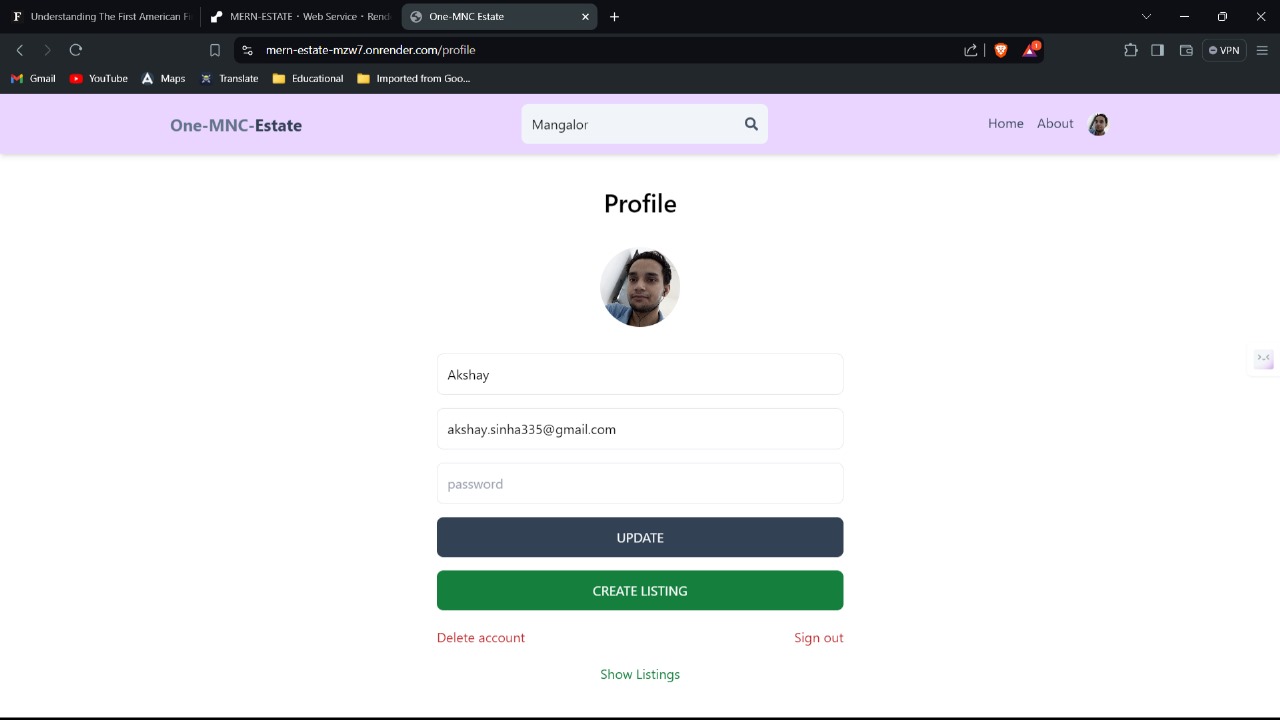 Understanding The First American Fi
MERN-ESTATE · Web Service · Rende
One-MNC Estate
mern-estate-mzw7.onrender.com/profile
1
VPN
Gmail
YouTube
Maps
Translate
Educational
Imported from Goo...
One-MNC-Estate
Mangalor
Home
About
Profile
Akshay
akshay.sinha335@gmail.com
password
UPDATE
CREATE LISTING
Delete account
Sign out
Show Listings